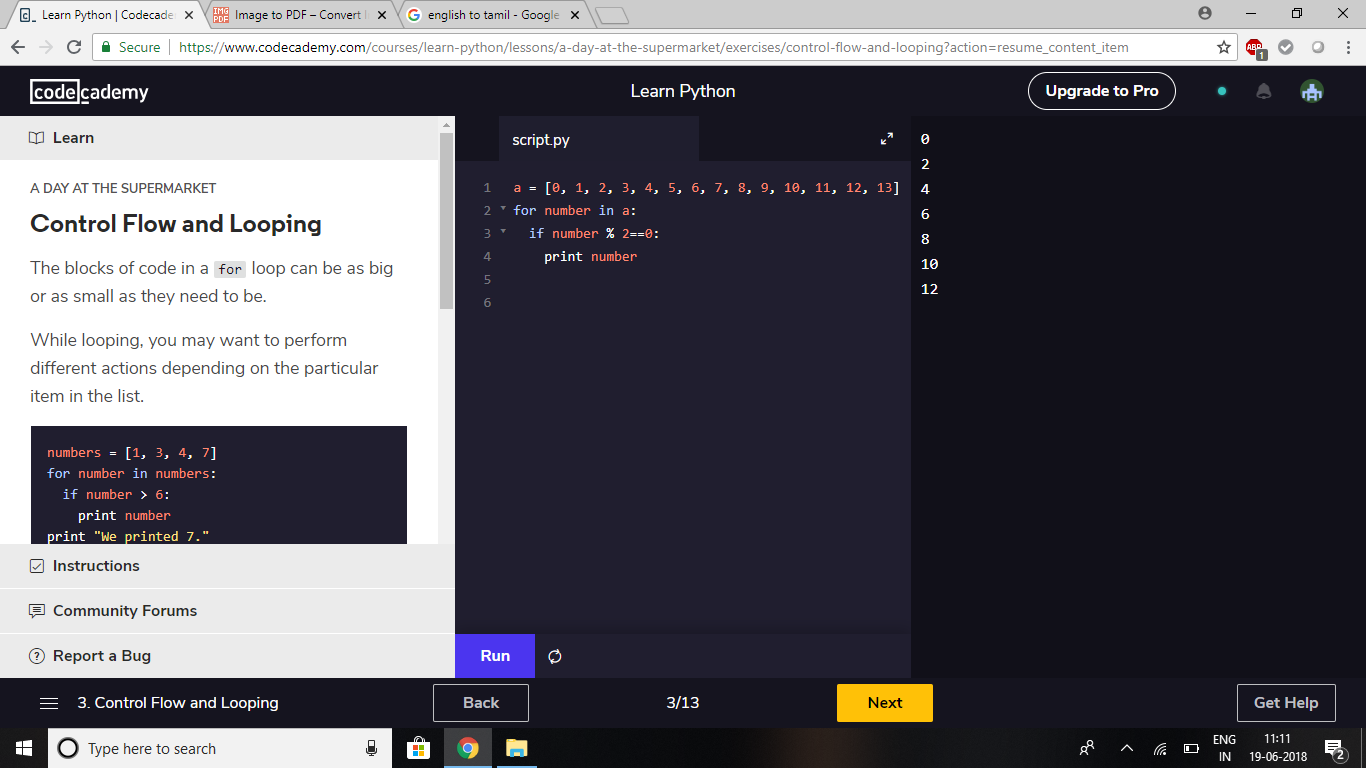 Learn Python | Codecade
Image to PDF – Convert
english to tamil - Google
Secure
https://www.codecademy.com/courses/learn-python/lessons/a-day-at-the-supermarket/exercises/control-flow-and-looping?action=resume_content_item
ABP
1
codecademy
Learn Python
Upgrade to Pro
Learn
A DAY AT THE SUPERMARKET
Control Flow and Looping
The blocks of code in a for loop can be as big
or as small as they need to be.
While looping, you may want to perform
different actions depending on the particular
item in the list.
numbers = [1, 3, 4, 7]
for number in numbers:
  if number > 6:
    print number
print "We printed 7."
Instructions
Community Forums
Report a Bug
script.py
1 a = [0, 1, 2, 3, 4, 5, 6, 7, 8, 9, 10, 11, 12, 13]
2 for number in a:
3   if number % 2==0:
4     print number
5
6
Run
0
2
4
6
8
10
12
3. Control Flow and Looping
Back
3/13
Next
Get Help
Type here to search
ENG
IN
11:11
19-06-2018
2